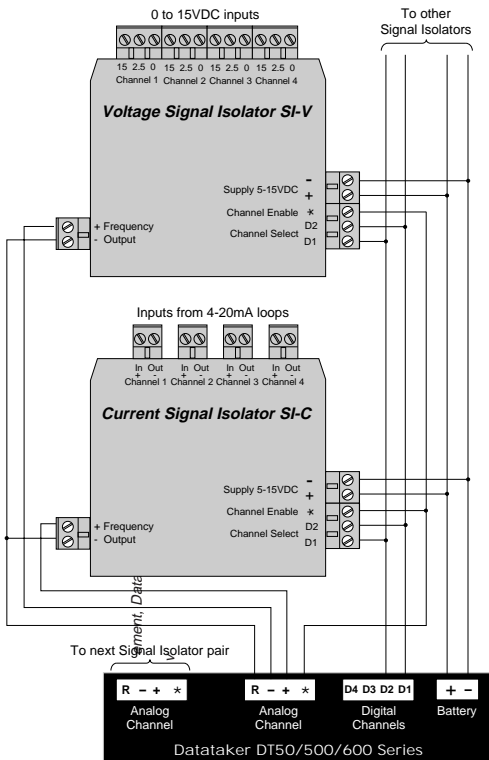 0 to 15VDC inputs
To other
Signal Isolators
15 2.5 0 15 2.5 0 15 2.5 0 15 2.5 0
Channel 1 Channel 2 Channel 3 Channel 4
Voltage Signal Isolator SI-V
-
Supply 5-15VDC
+
Channel Enable *
D2
Channel Select
D1
+ Frequency
- Output
Inputs from 4-20mA loops
In Out In Out In Out In Out
+ - + - + - + -
Channel 1 Channel 2 Channel 3 Channel 4
Current Signal Isolator SI-C
-
Supply 5-15VDC
+
Channel Enable *
D2
Channel Select
D1
+ Frequency
- Output
ement, Data
To next Signal Isolator pair
R - + *
R - + *
D4 D3 D2 D1
+ -
Analog
Channel
Analog
Channel
Digital
Channels
Battery
Datataker DT50/500/600 Series